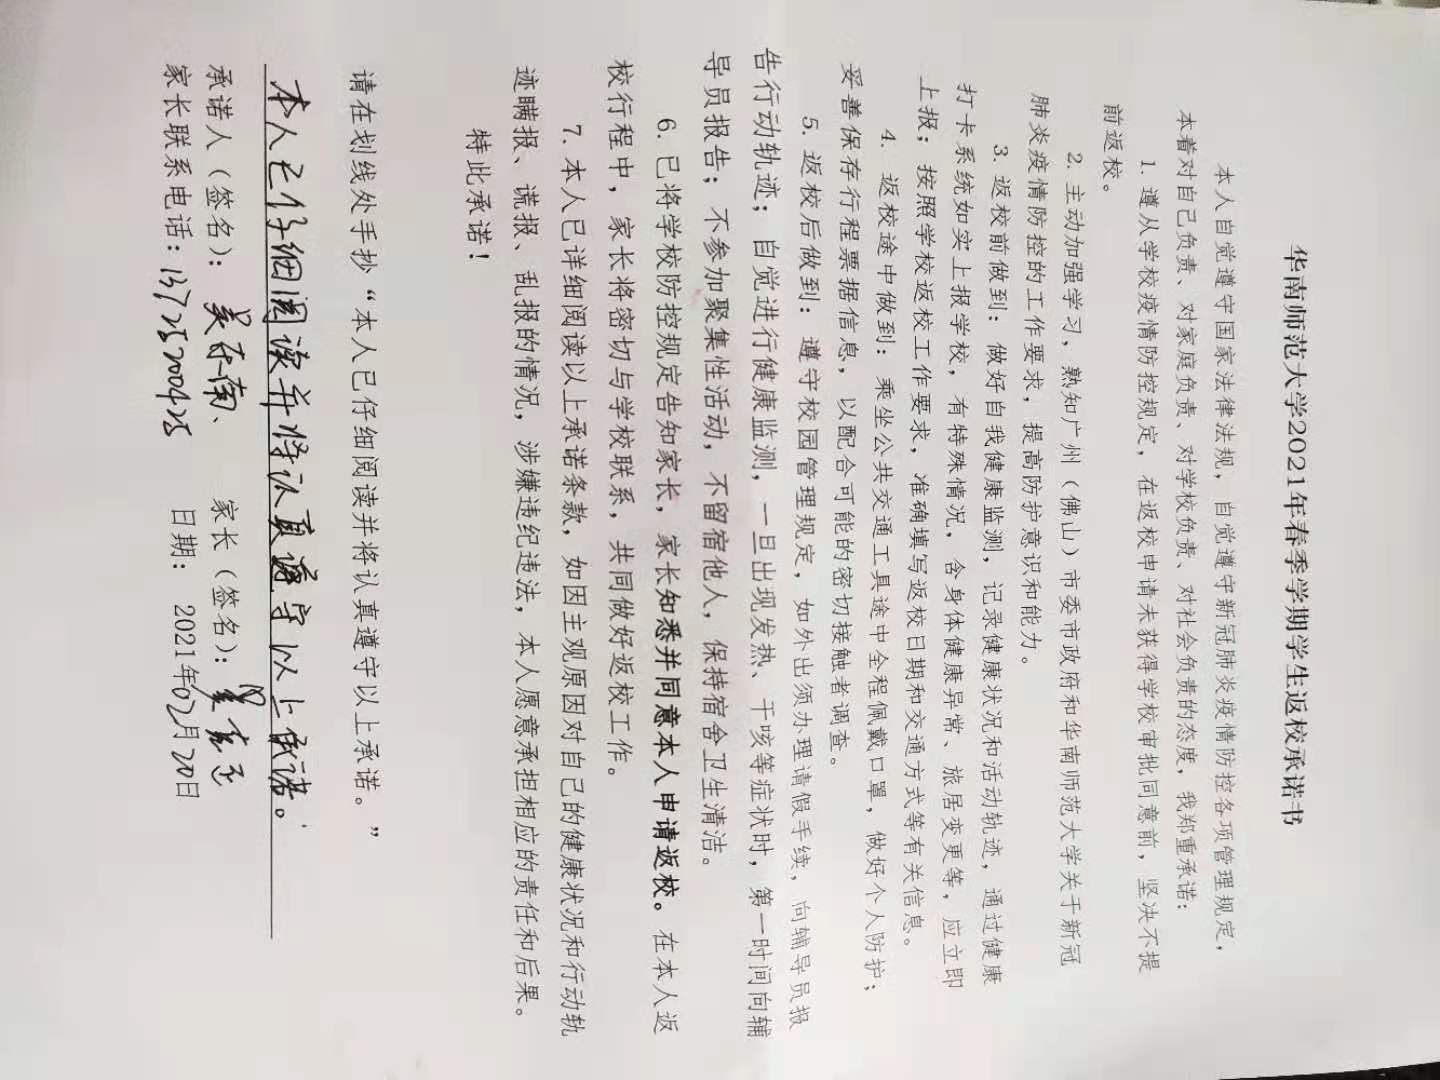 华南师范大学2021年春季学期学生返校承诺书
本人自觉遵守国家法律法规，自觉遵守新冠肺炎疫情防控各项管理规定，
本着对自己负责、对家庭负责、对学校负责、对社会负责的态度，我郑重承诺：
1. 遵从学校疫情防控规定，在返校申请未获得学校审批同意前，坚决不提
前返校。
2. 主动加强学习，熟知广州（佛山）市委市政府和华南师范大学关于新冠
肺炎疫情防控的工作要求，提高防护意识和能力。
3. 返校前做到：做好自我健康监测，记录健康状况和活动轨迹，通过健康
打卡系统如实上报学校，有特殊情况，含身体健康异常、旅居变更等，应立即
上报；按照学校返校工作要求，准确填写返校日期和交通方式等有关信息。
4. 返校途中做到：乘坐公共交通工具途中全程佩戴口罩，做好个人防护；
妥善保存行程票据信息，以配合可能的密切接触者调查。
5. 返校后做到：遵守校园管理规定，如外出须办理请假手续，向辅导员报
告行动轨迹；自觉进行健康监测，一旦出现发热、干咳等症状时，第一时间向辅
导员报告；不参加聚集性活动，不留宿他人，保持宿舍卫生清洁。
6. 已将学校防控规定告知家长，家长知悉并同意本人申请返校。在本人返
校行程中，家长将密切与学校联系，共同做好返校工作。
7. 本人已详细阅读以上承诺条款，如因主观原因对自己的健康状况和行动轨
迹瞒报、谎报、乱报的情况，涉嫌违纪违法，本人愿意承担相应的责任和后果。
特此承诺！
请在划线处手抄“本人已仔细阅读并将认真遵守以上承诺。”
本人已仔细阅读并将认真遵守以上承诺。
承诺人（签名）： 家长（签名）：
家长联系电话：13725700425 日期： 2021年02月20日